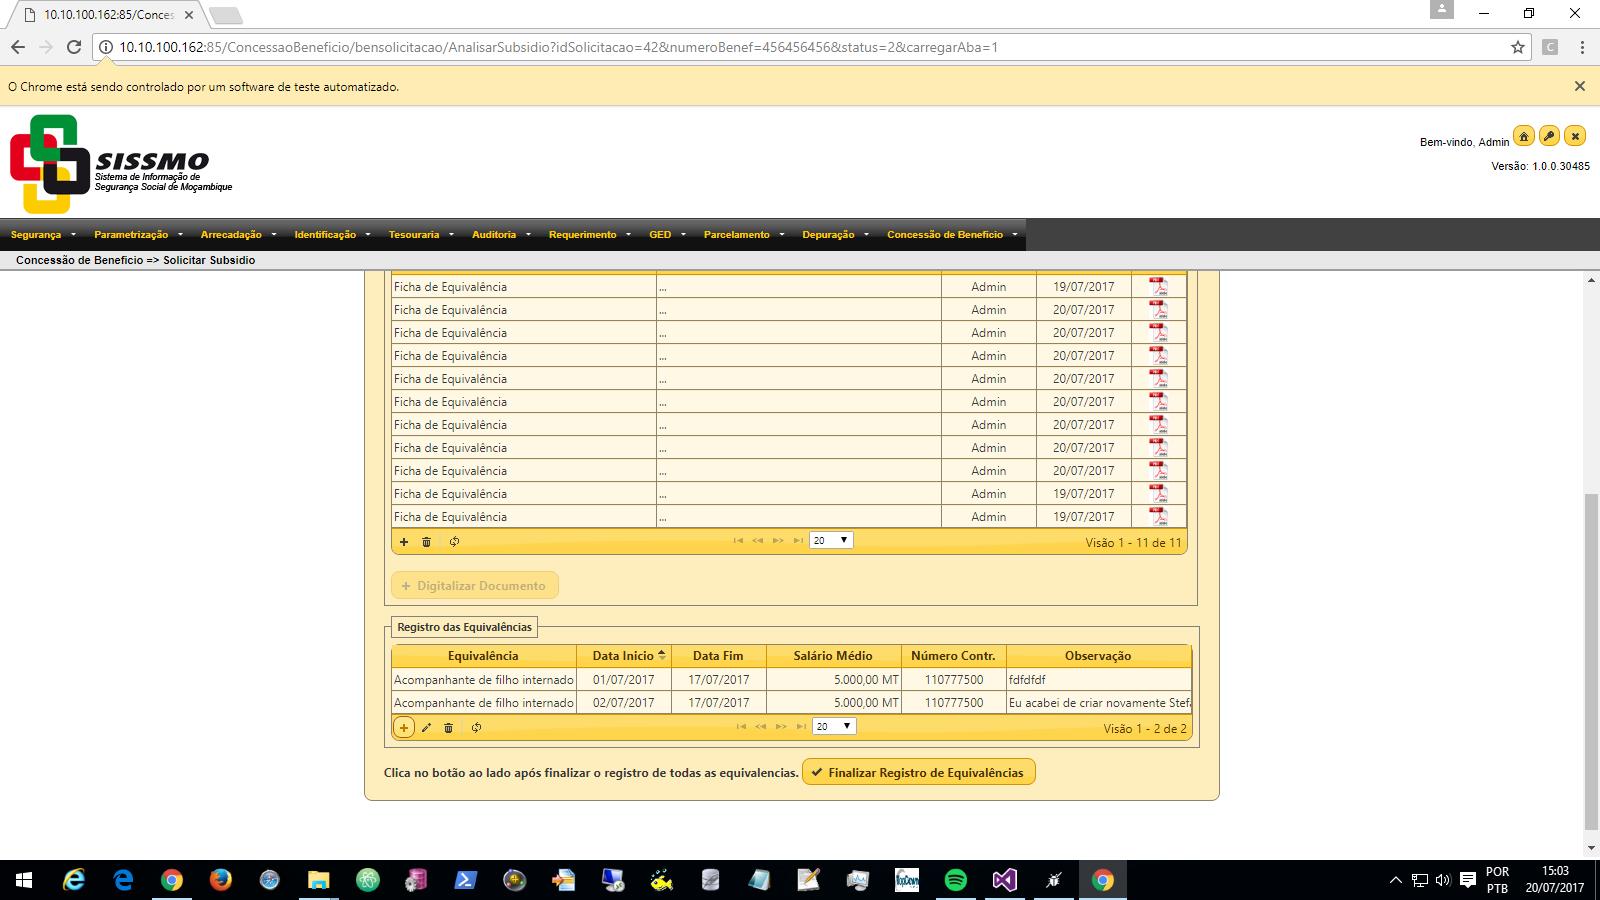 10.10.100.162:85/Conces
10.10.100.162:85/ConcessaoBeneficio/bensolicitacao/AnalisarSubsidio?idSolicitacao=42&numeroBenef=456456456&status=2&carregarAba=1
O Chrome está sendo controlado por um software de teste automatizado.
SISSMO
Sistema de Informação de
Segurança Social de Moçambique
Bem-vindo, Admin
Versão: 1.0.0.30485
Segurança Parametrização Arrecadação Identificação Tesouraria Auditoria Requerimento GED Parcelamento Depuração Concessão de Benefício
Concessão de Benefício => Solicitar Subsidio
Ficha de Equivalência ... Admin 19/07/2017
Ficha de Equivalência ... Admin 20/07/2017
Ficha de Equivalência ... Admin 20/07/2017
Ficha de Equivalência ... Admin 20/07/2017
Ficha de Equivalência ... Admin 20/07/2017
Ficha de Equivalência ... Admin 20/07/2017
Ficha de Equivalência ... Admin 20/07/2017
Ficha de Equivalência ... Admin 20/07/2017
Ficha de Equivalência ... Admin 20/07/2017
Ficha de Equivalência ... Admin 19/07/2017
Ficha de Equivalência ... Admin 19/07/2017
20 Visão 1 - 11 de 11
+ Digitalizar Documento
Registro das Equivalências
Equivalência Data Inicio Data Fim Salário Médio Número Contr. Observação
Acompanhante de filho internado 01/07/2017 17/07/2017 5.000,00 MT 110777500 fdfdfdf
Acompanhante de filho internado 02/07/2017 17/07/2017 5.000,00 MT 110777500 Eu acabei de criar novamente Stefa
20 Visão 1 - 2 de 2
Clica no botão ao lado após finalizar o registro de todas as equivalencias. Finalizar Registro de Equivalências
POR 15:03
PTB 20/07/2017